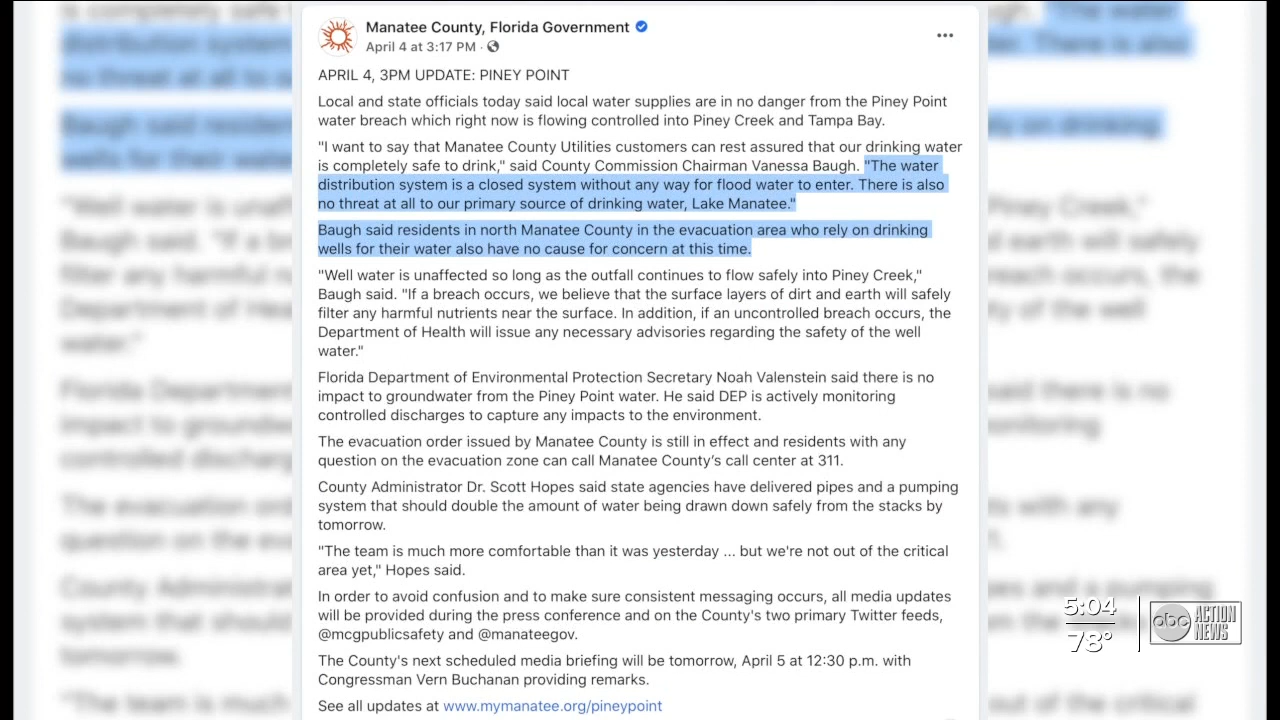 Manatee County, Florida Government
April 4 at 3:17 PM ·
APRIL 4, 3PM UPDATE: PINEY POINT
Local and state officials today said local water supplies are in no danger from the Piney Point
water breach which right now is flowing controlled into Piney Creek and Tampa Bay.
"I want to say that Manatee County Utilities customers can rest assured that our drinking water
is completely safe to drink," said County Commission Chairman Vanessa Baugh. "The water
distribution system is a closed system without any way for flood water to enter. There is also
no threat at all to our primary source of drinking water, Lake Manatee."
Baugh said residents in north Manatee County in the evacuation area who rely on drinking
wells for their water also have no cause for concern at this time.
"Well water is unaffected so long as the outfall continues to flow safely into Piney Creek,"
Baugh said. "If a breach occurs, we believe that the surface layers of dirt and earth will safely
filter any harmful nutrients near the surface. In addition, if an uncontrolled breach occurs, the
Department of Health will issue any necessary advisories regarding the safety of the well
water."
Florida Department of Environmental Protection Secretary Noah Valenstein said there is no
impact to groundwater from the Piney Point water. He said DEP is actively monitoring
controlled discharges to capture any impacts to the environment.
The evacuation order issued by Manatee County is still in effect and residents with any
question on the evacuation zone can call Manatee County’s call center at 311.
County Administrator Dr. Scott Hopes said state agencies have delivered pipes and a pumping
system that should double the amount of water being drawn down safely from the stacks by
tomorrow.
"The team is much more comfortable than it was yesterday ... but we're not out of the critical
area yet," Hopes said.
In order to avoid confusion and to make sure consistent messaging occurs, all media updates
will be provided during the press conference and on the County's two primary Twitter feeds,
@mcgpublicsafety and @manateegov.
The County's next scheduled media briefing will be tomorrow, April 5 at 12:30 p.m. with
Congressman Vern Buchanan providing remarks.
See all updates at www.mymanatee.org/pineypoint
5:04
78°
abc ACTION
NEWS